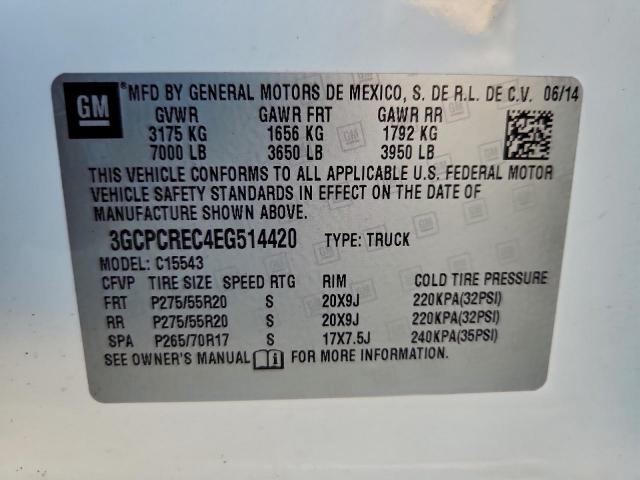 GM MFD BY GENERAL MOTORS DE MEXICO, S. DE R.L. DE C.V. 06/14
GVWR GAWR FRT GAWR RR
3175 KG 1656 KG 1792 KG
7000 LB 3650 LB 3950 LB
THIS VEHICLE CONFORMS TO ALL APPLICABLE U.S. FEDERAL MOTOR
VEHICLE SAFETY STANDARDS IN EFFECT ON THE DATE OF
MANUFACTURE SHOWN ABOVE.
3GCPCREC4EG514420 TYPE: TRUCK
MODEL: C15543
CFVP TIRE SIZE SPEED RTG RIM COLD TIRE PRESSURE
FRT P275/55R20 S 20X9J 220KPA(32PSI)
RR P275/55R20 S 20X9J 220KPA(32PSI)
SPA P265/70R17 S 17X7.5J 240KPA(35PSI)
SEE OWNER'S MANUAL FOR MORE INFORMATION